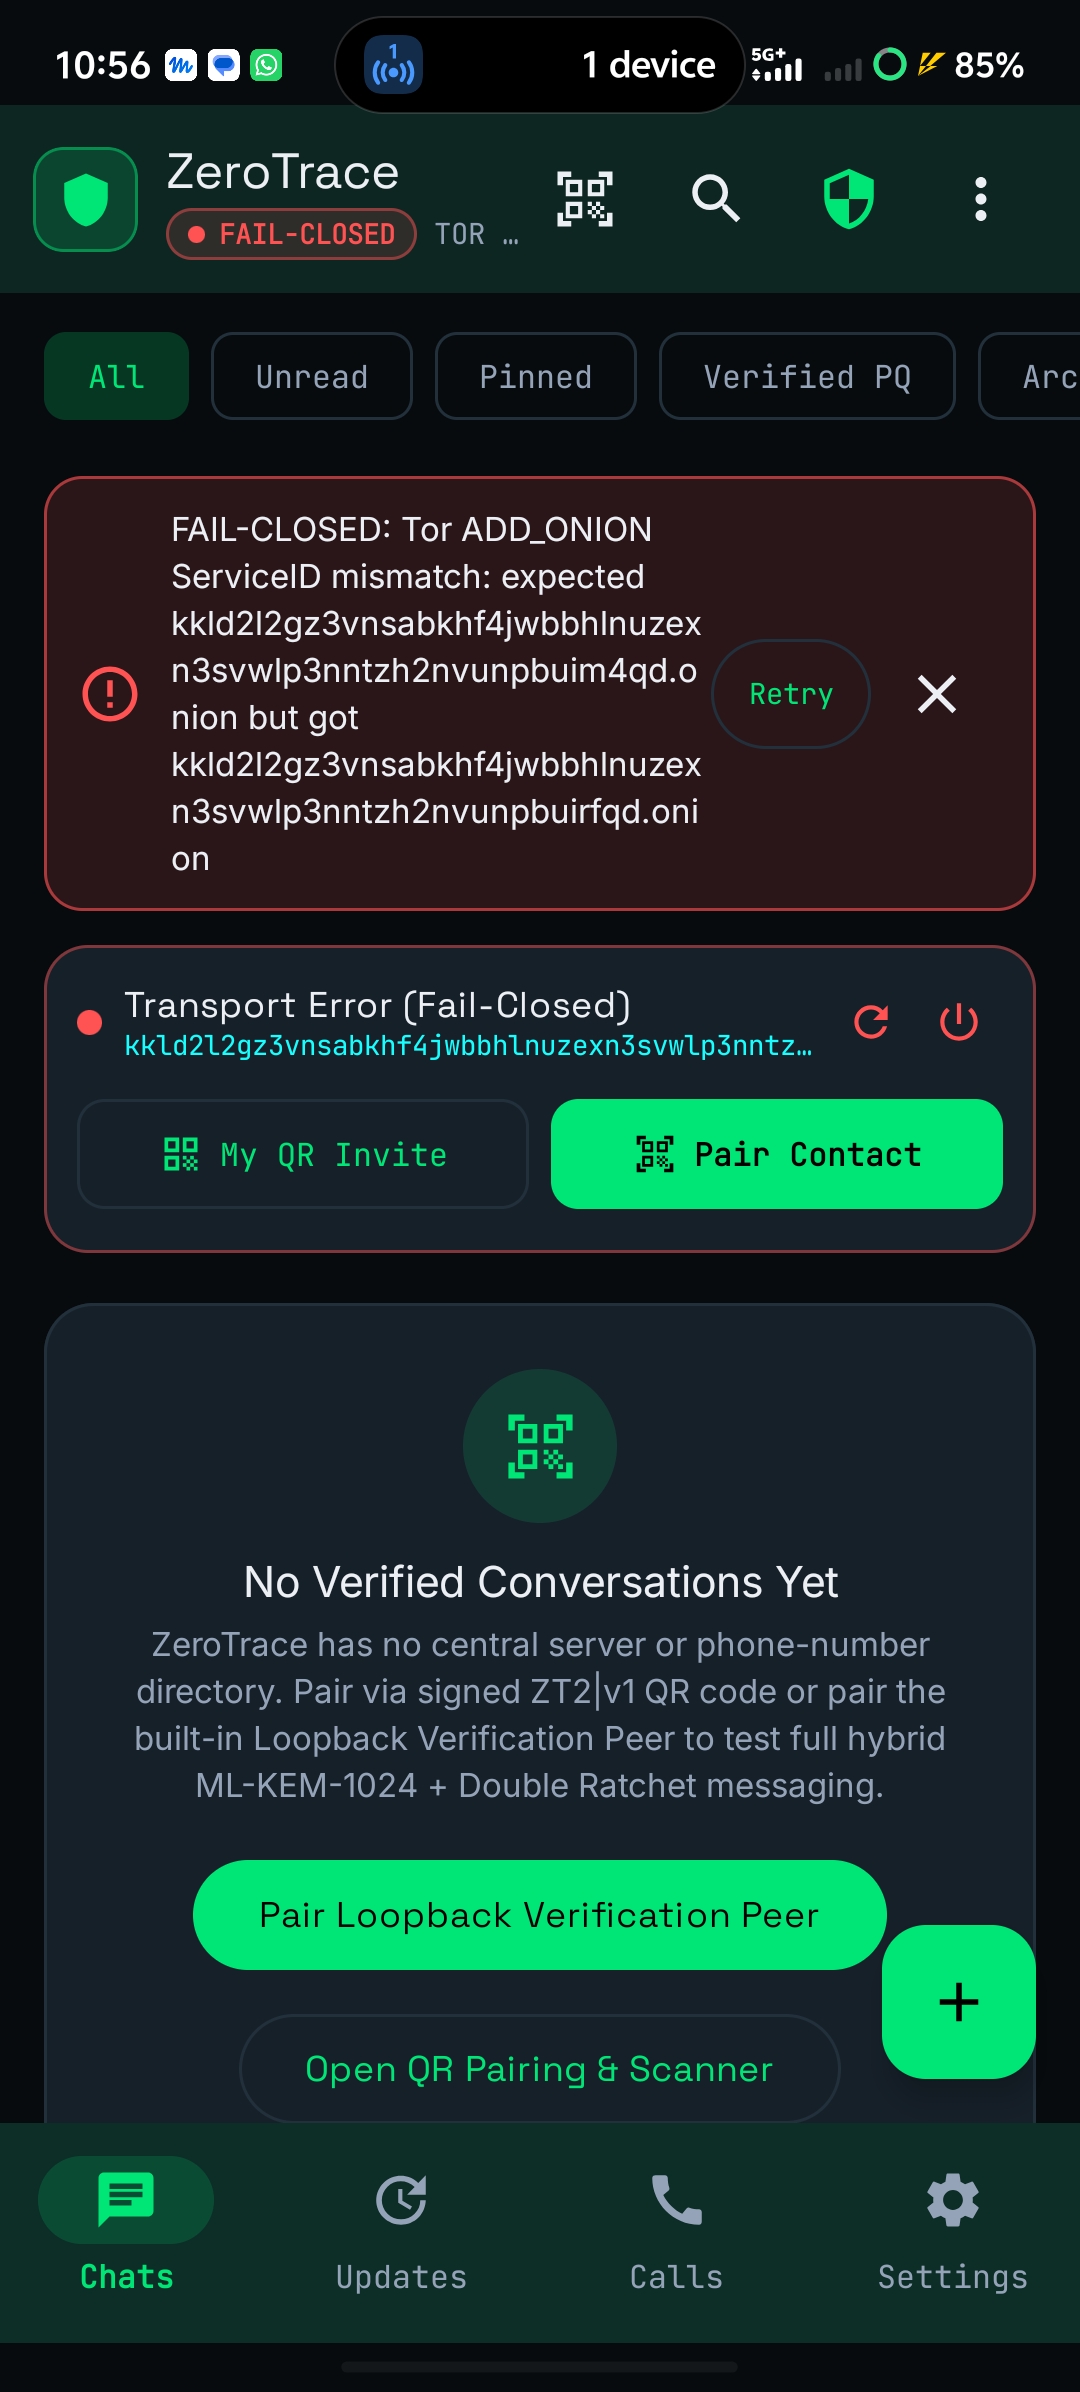 10:56
1
1 device
5G+
85%
ZeroTrace
FAIL-CLOSED
TOR …
All
Unread
Pinned
Verified PQ
Arc
FAIL-CLOSED: Tor ADD_ONION
ServiceID mismatch: expected
kkld2l2gz3vnsabkhf4jwbbhlnuzex
n3svwlp3nntzh2nvunpbuim4qd.o
nion but got
kkld2l2gz3vnsabkhf4jwbbhlnuzex
n3svwlp3nntzh2nvunpbuirfqd.oni
on
Retry
Transport Error (Fail-Closed)
kkld2l2gz3vnsabkhf4jwbbhlnuzexn3svwlp3nntz…
My QR Invite
Pair Contact
No Verified Conversations Yet
ZeroTrace has no central server or phone-number
directory. Pair via signed ZT2|v1 QR code or pair the
built-in Loopback Verification Peer to test full hybrid
ML-KEM-1024 + Double Ratchet messaging.
Pair Loopback Verification Peer
Open QR Pairing & Scanner
Chats
Updates
Calls
Settings